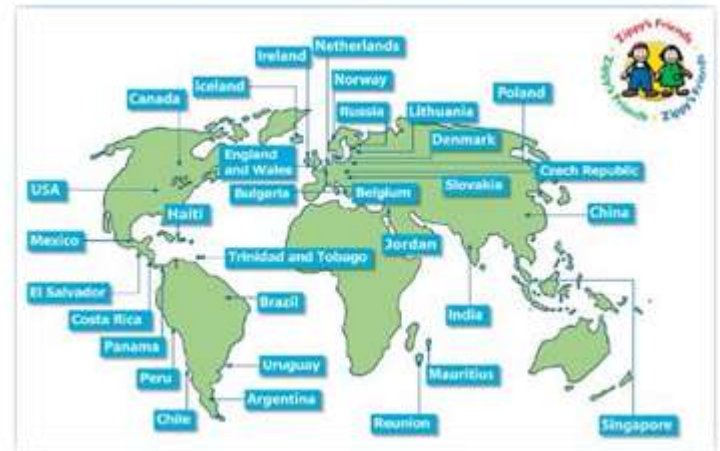 Netherlands
Ireland
Zippy's Friends
Zippy's Friends
Zippy's Friends
Iceland
Norway
Canada
Poland
Russia
Lithuania
Denmark
England
and Wales
Czech Republic
USA
Bulgaria
Belgium
Slovakia
Haiti
China
Mexico
Jordan
Trinidad and Tobago
El Salvador
Brazil
India
Costa Rica
Panama
Uruguay
Peru
Mauritius
Argentina
Chile
Reunion
Singapore